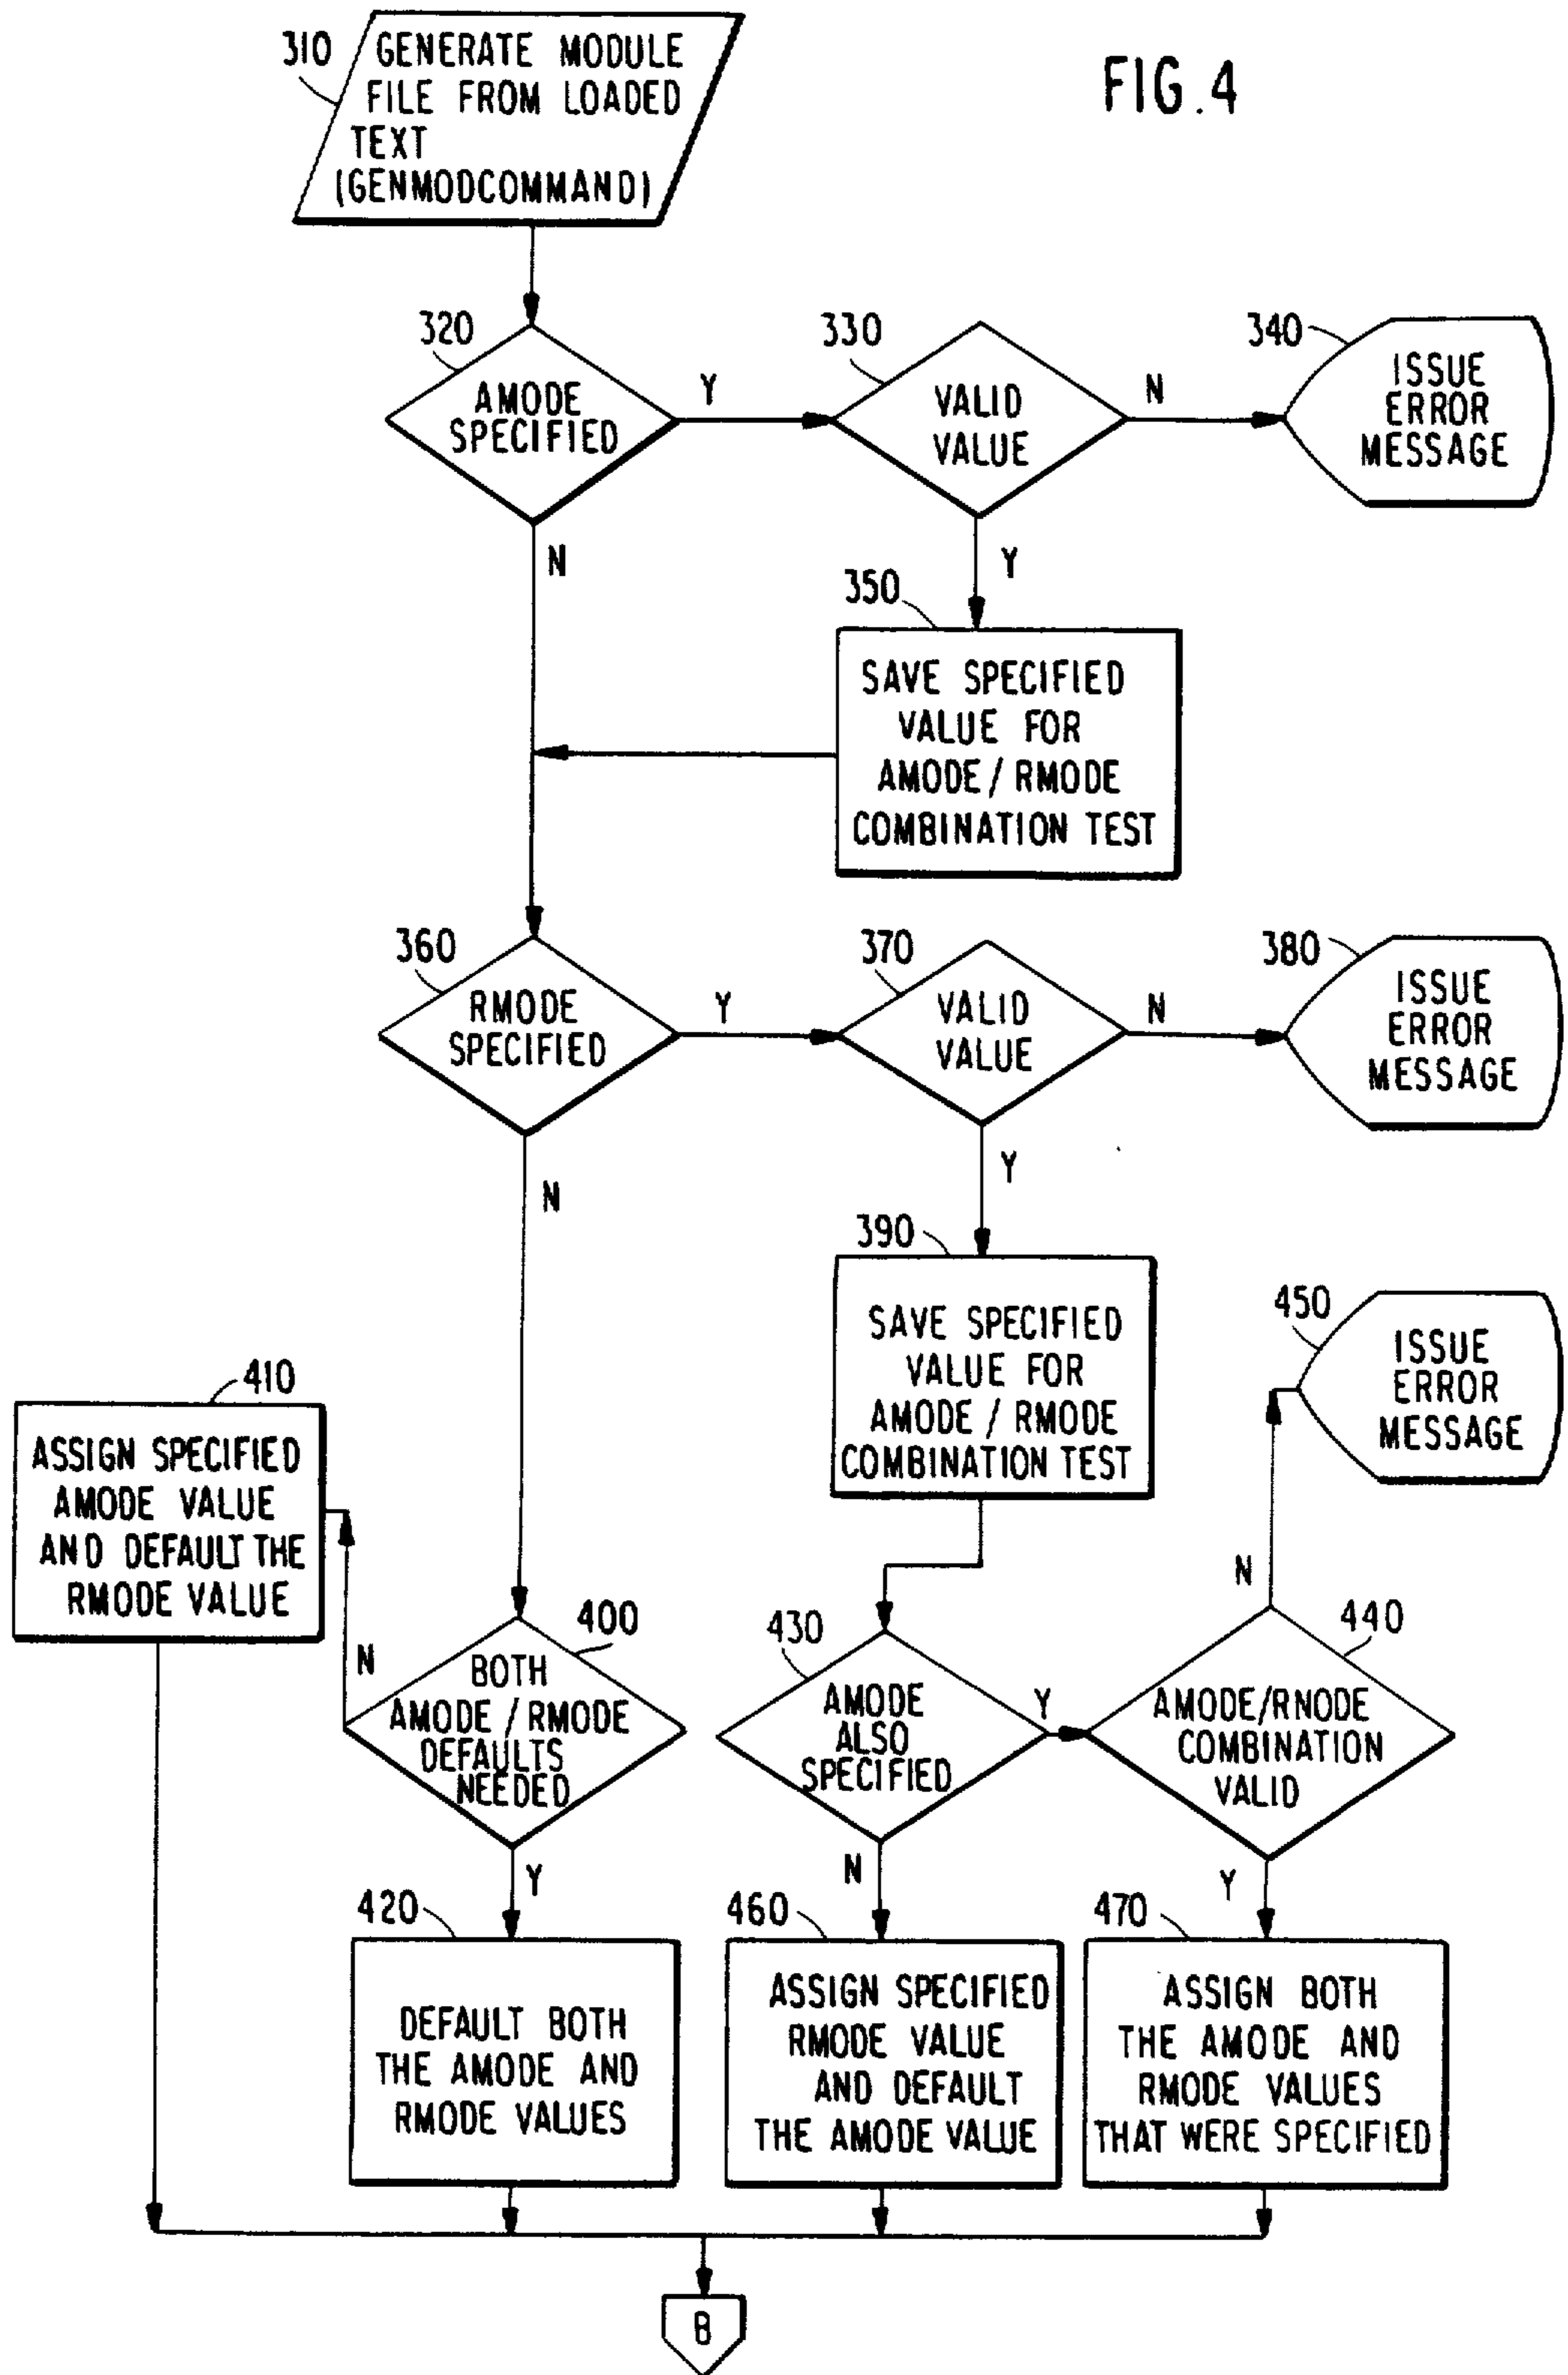 FIG.4
310
GENERATE MODULE
FILE FROM LOADED
TEXT
(GENMODCOMMAND)
320
AMODE
SPECIFIED
Y
N
330
VALID
VALUE
N
Y
340
ISSUE
ERROR
MESSAGE
350
SAVE SPECIFIED
VALUE FOR
AMODE / RMODE
COMBINATION TEST
360
RMODE
SPECIFIED
Y
N
370
VALID
VALUE
N
Y
380
ISSUE
ERROR
MESSAGE
390
SAVE SPECIFIED
VALUE FOR
AMODE / RMODE
COMBINATION TEST
450
ISSUE
ERROR
MESSAGE
410
ASSIGN SPECIFIED
AMODE VALUE
AND DEFAULT THE
RMODE VALUE
N
400
BOTH
AMODE / RMODE
DEFAULTS
NEEDED
Y
430
AMODE
ALSO
SPECIFIED
Y
N
N
440
AMODE/RNODE
COMBINATION
VALID
Y
420
DEFAULT BOTH
THE AMODE AND
RMODE VALUES
460
ASSIGN SPECIFIED
RMODE VALUE
AND DEFAULT
THE AMODE VALUE
470
ASSIGN BOTH
THE AMODE AND
RMODE VALUES
THAT WERE SPECIFIED
B